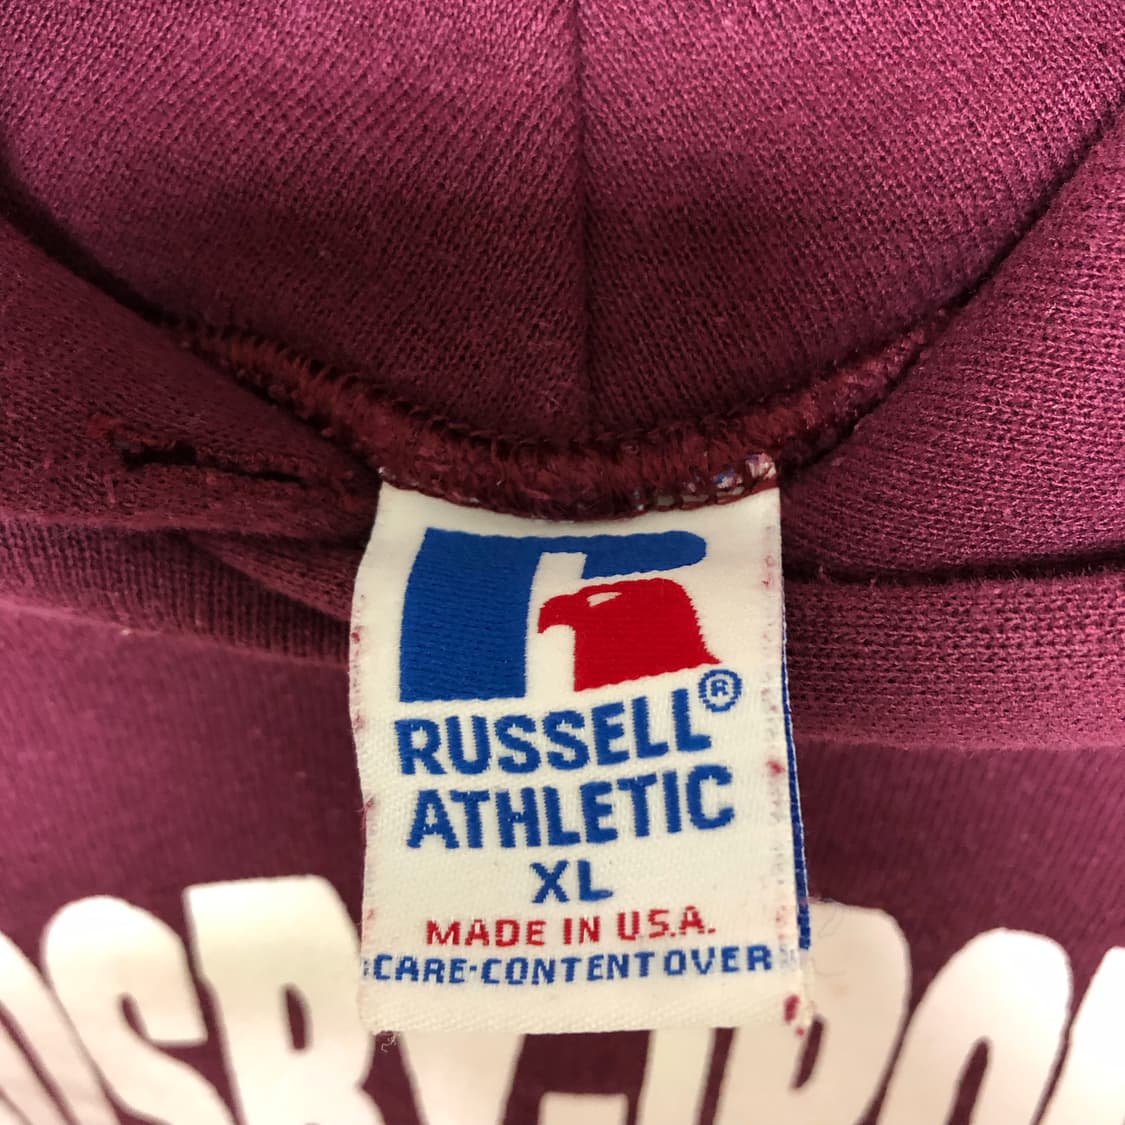 RUSSELL®
ATHLETIC
XL
MADE IN U.S.A.
CARE-CONTENT OVER